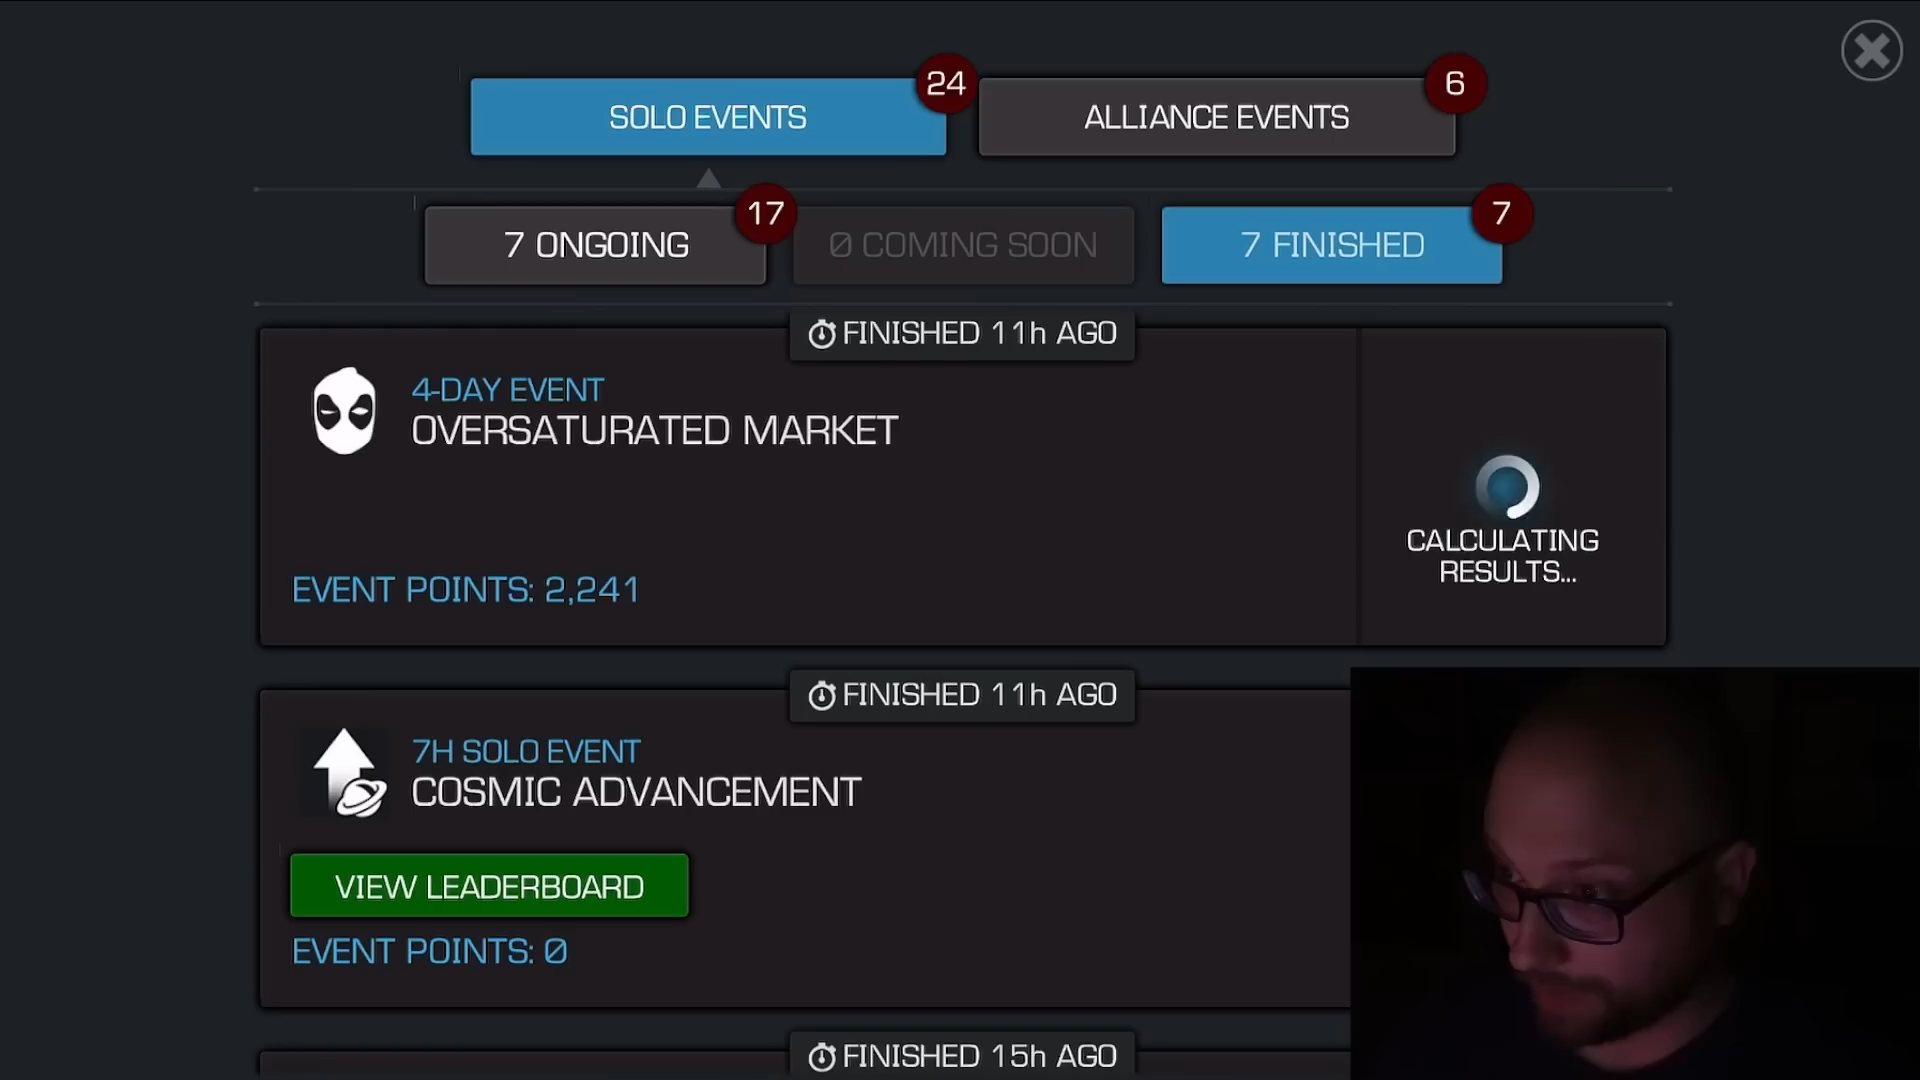 SOLO EVENTS
24
ALLIANCE EVENTS
6
7 ONGOING
17
0 COMING SOON
7 FINISHED
7
FINISHED 11h AGO
4-DAY EVENT
OVERSATURATED MARKET
EVENT POINTS: 2,241
CALCULATING
RESULTS...
FINISHED 11h AGO
7H SOLO EVENT
COSMIC ADVANCEMENT
VIEW LEADERBOARD
EVENT POINTS: 0
FINISHED 15h AGO